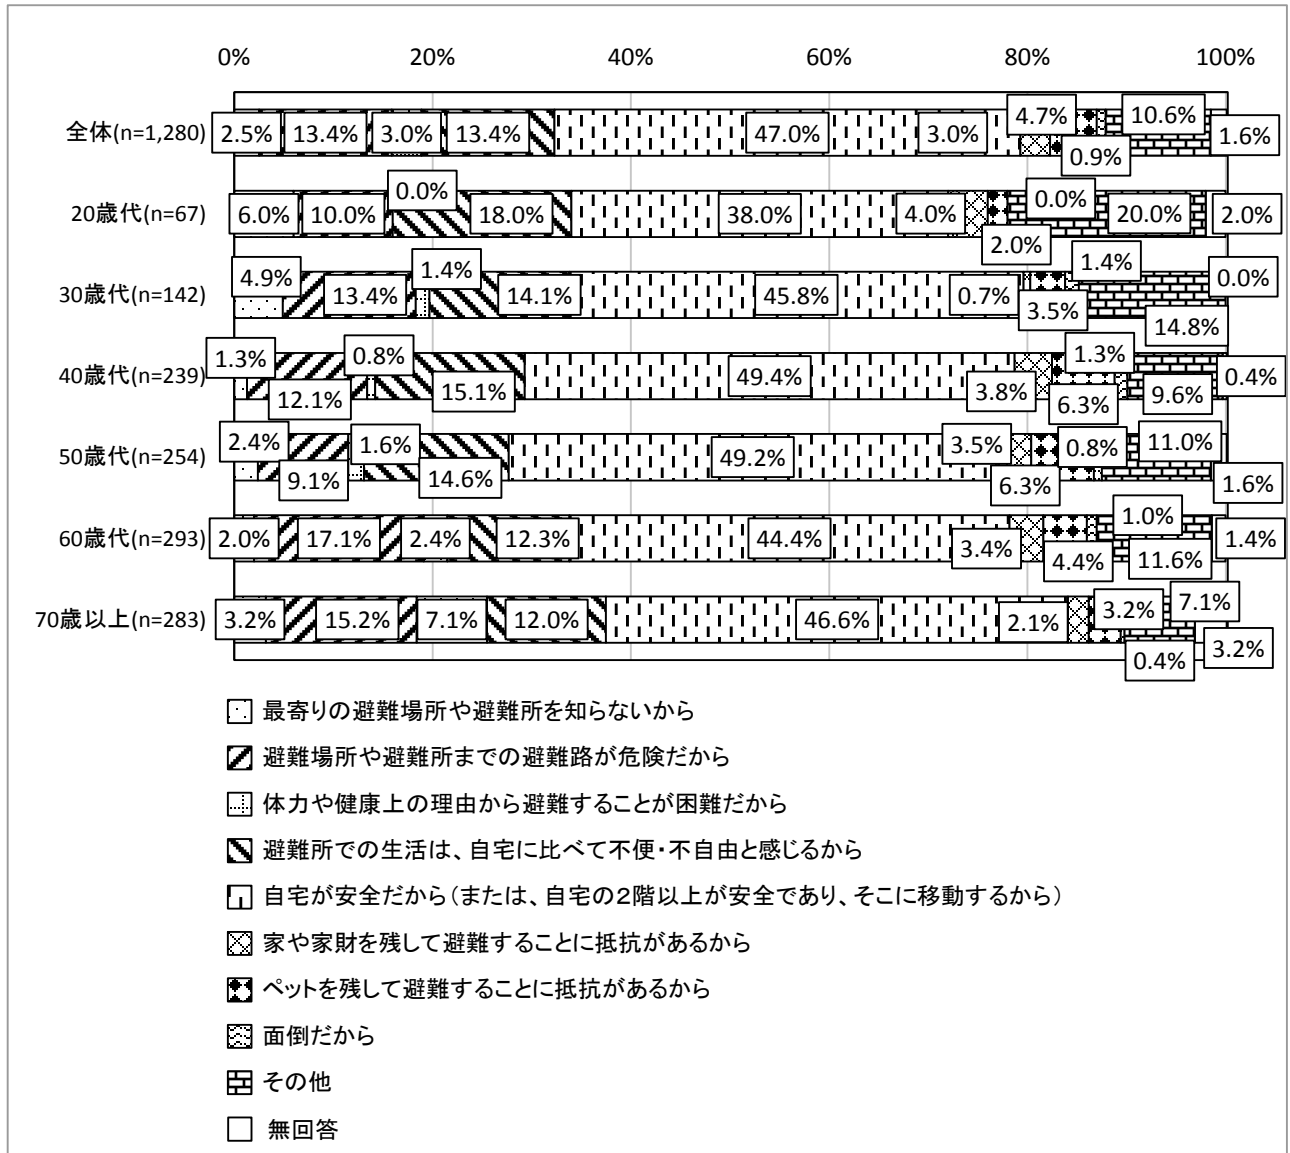 0% 20% 40% 60% 80% 100%
全体(n=1,280) 2.5% 13.4% 3.0% 13.4% 47.0% 3.0% 4.7% 0.9% 10.6% 1.6%
20歳代(n=67) 6.0% 10.0% 0.0% 18.0% 38.0% 4.0% 2.0% 0.0% 20.0% 2.0%
30歳代(n=142) 4.9% 13.4% 1.4% 14.1% 45.8% 0.7% 3.5% 1.4% 14.8% 0.0%
40歳代(n=239) 1.3% 12.1% 0.8% 15.1% 49.4% 3.8% 6.3% 1.3% 9.6% 0.4%
50歳代(n=254) 2.4% 9.1% 1.6% 14.6% 49.2% 3.5% 6.3% 0.8% 11.0% 1.6%
60歳代(n=293) 2.0% 17.1% 2.4% 12.3% 44.4% 3.4% 4.4% 1.0% 11.6% 1.4%
70歳以上(n=283) 3.2% 15.2% 7.1% 12.0% 46.6% 2.1% 3.2% 0.4% 7.1% 3.2%
最寄りの避難場所や避難所を知らないから
避難場所や避難所までの避難路が危険だから
体力や健康上の理由から避難することが困難だから
避難所での生活は、自宅に比べて不便・不自由と感じるから
自宅が安全だから(または、自宅の2階以上が安全であり、そこに移動するから)
家や家財を残して避難することに抵抗があるから
ペットを残して避難することに抵抗があるから
面倒だから
その他
無回答